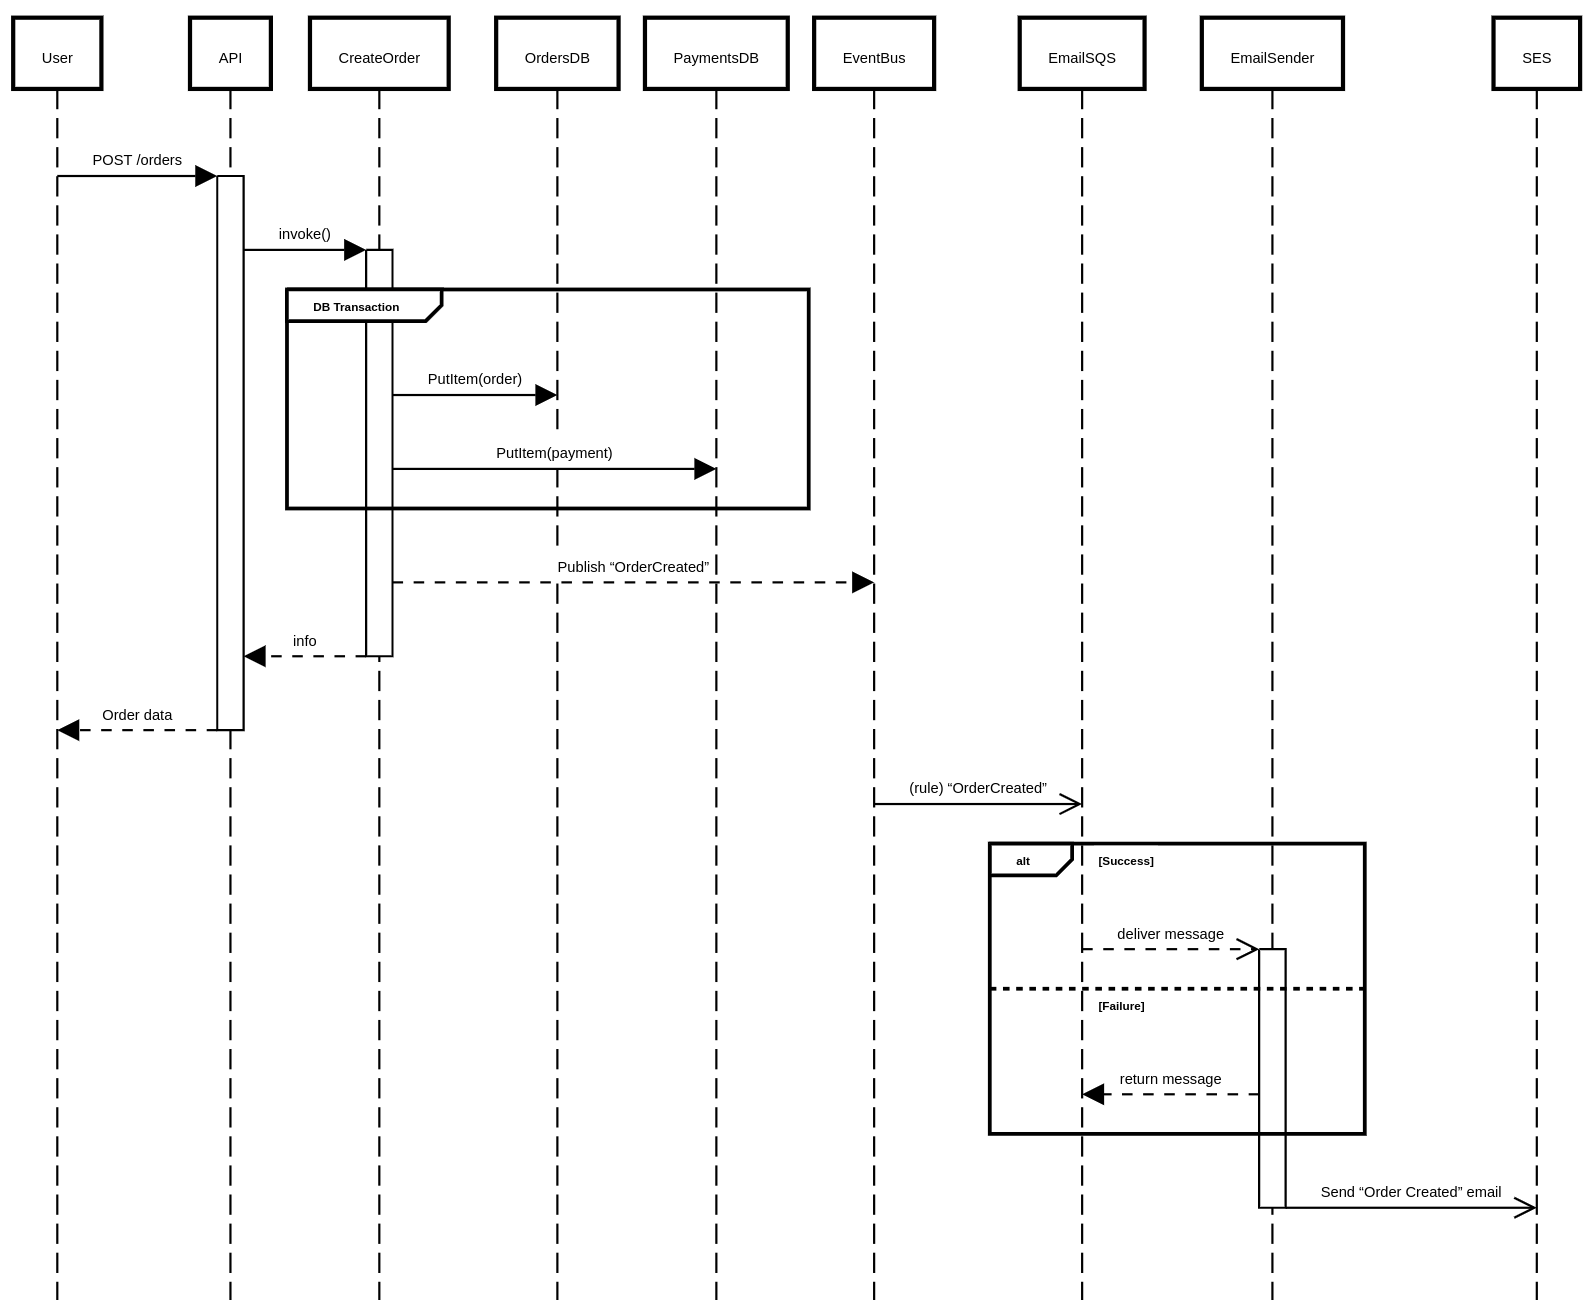 User
API
CreateOrder
OrdersDB
PaymentsDB
EventBus
EmailSQS
EmailSender
SES
POST /orders
invoke()
DB Transaction
PutItem(order)
PutItem(payment)
Publish “OrderCreated”
info
Order data
(rule) “OrderCreated”
alt
[Success]
deliver message
[Failure]
return message
Send “Order Created” email